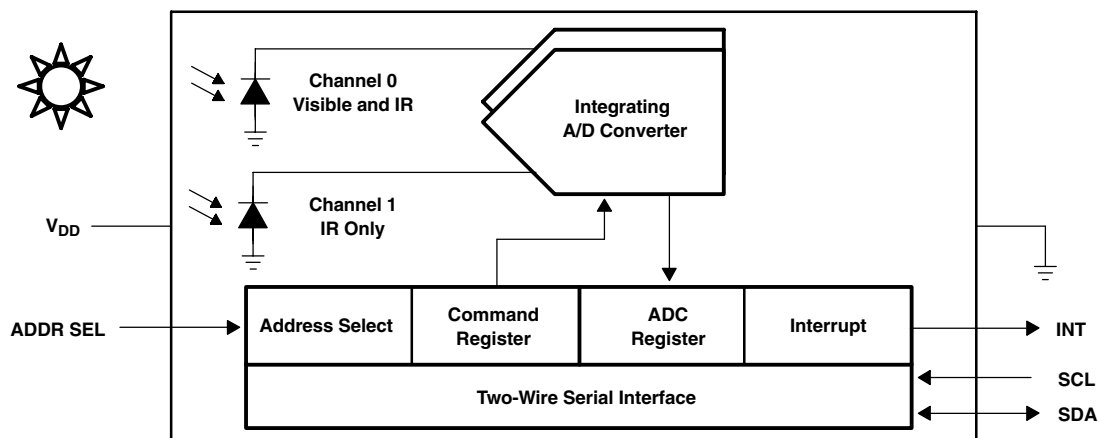 Channel 0
Visible and IR
Integrating
A/D Converter
Channel 1
IR Only
VDD
ADDR SEL
Address Select
Command
Register
ADC
Register
Interrupt
INT
Two-Wire Serial Interface
SCL
SDA